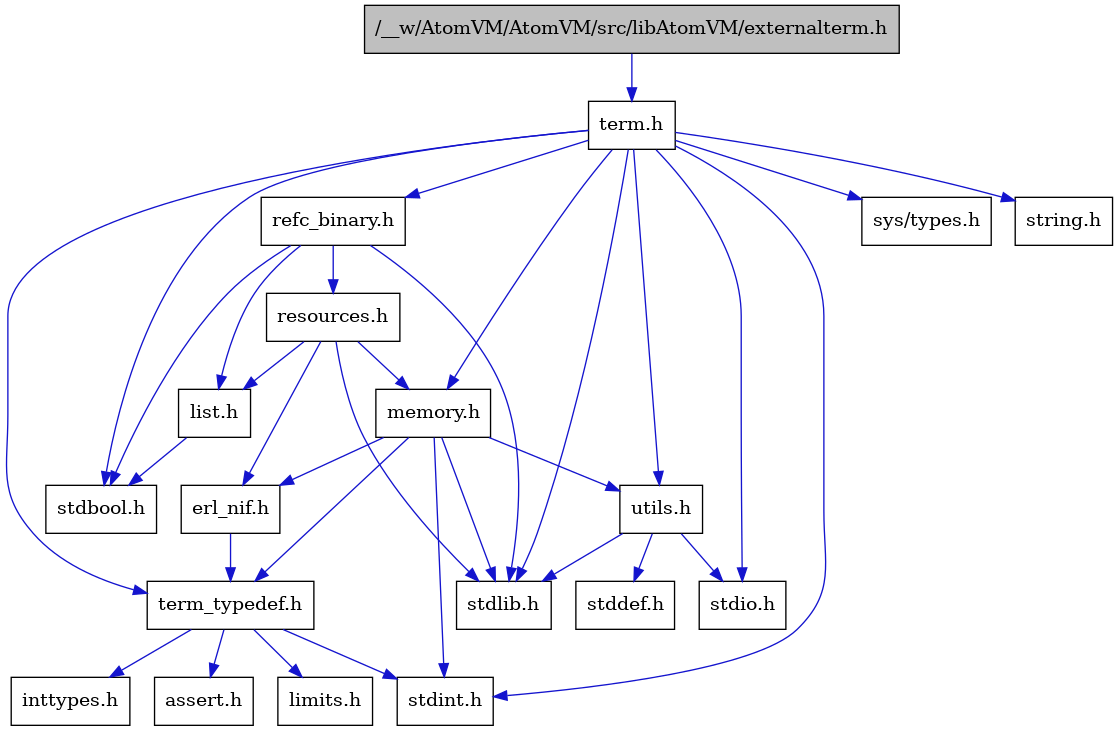 /__w/AtomVM/AtomVM/src/libAtomVM/externalterm.h
term.h
refc_binary.h
sys/types.h
string.h
resources.h
list.h
memory.h
stdbool.h
erl_nif.h
utils.h
term_typedef.h
stdlib.h
stddef.h
stdio.h
inttypes.h
assert.h
limits.h
stdint.h